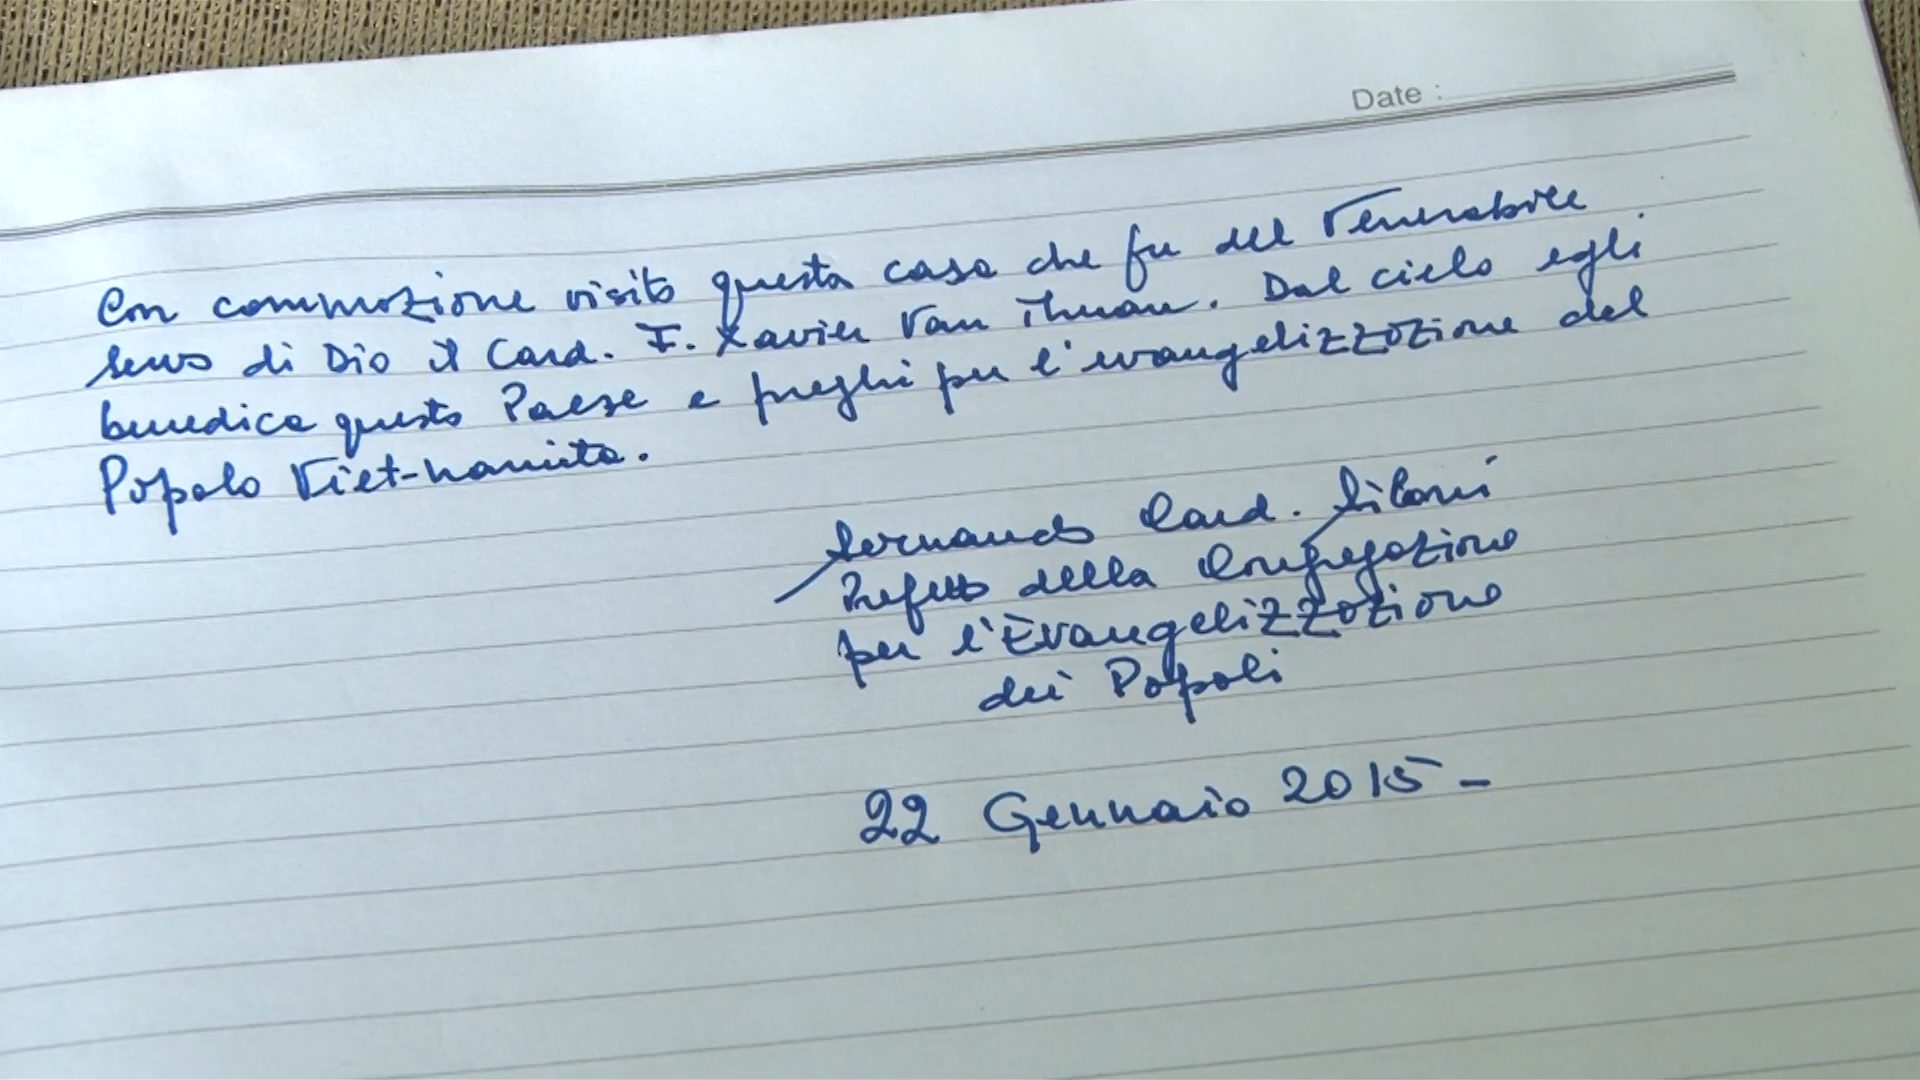 Date :
Con commozione visito questa casa che fu del Venerabile
Servo di Dio il Card. F. Xavier Van Thuan. Dal cielo egli
benedica questo Paese e preghi per l'evangelizzazione del
Popolo Viet-namita.
Fernando Card. Filoni
Prefetto della Congregazione
per l'Evangelizzazione
dei Popoli
22 Gennaio 2015 -